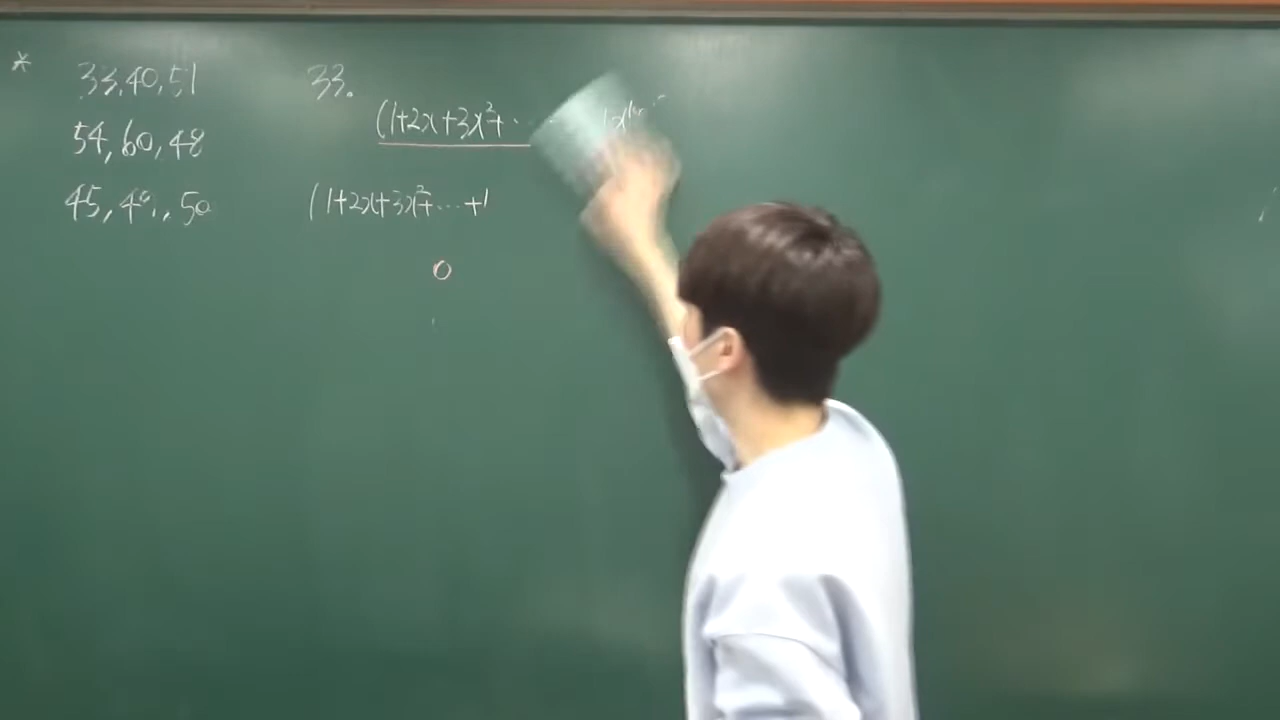 *
33, 40, 51
54, 60, 48
45, 49, 50
33.
(1+2x+3x²+ ···
(1+2x+3x²+ ··· +1
0